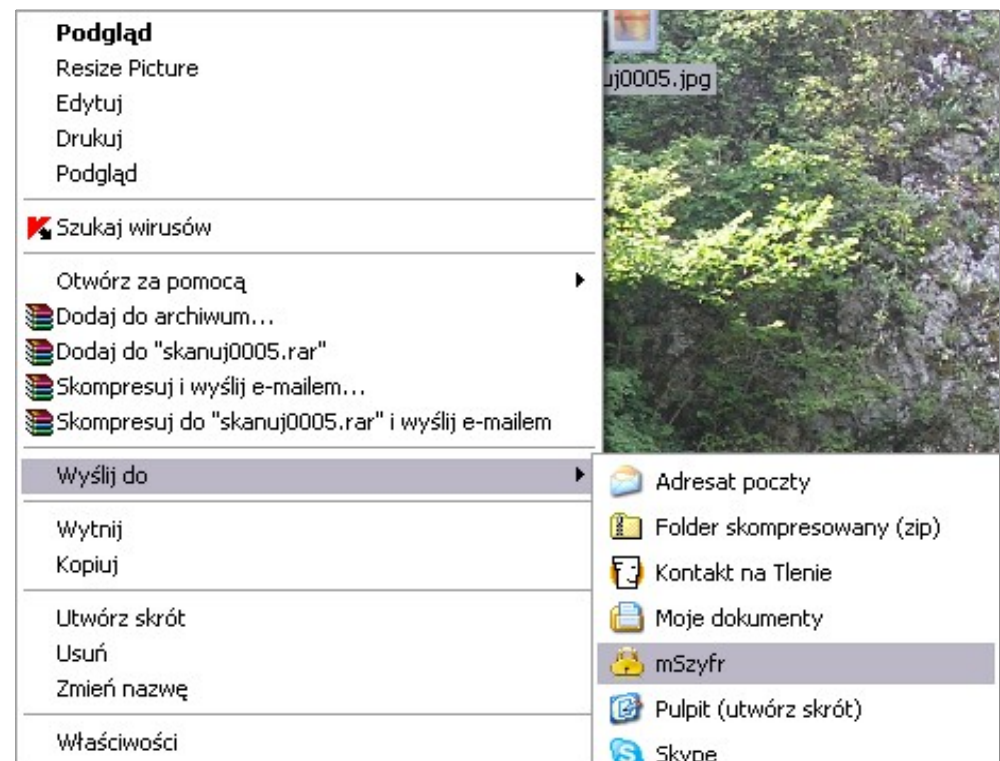 Podgląd
Resize Picture
Edytuj
Drukuj
Podgląd
Szukaj wirusów
Otwórz za pomocą
Dodaj do archiwum...
Dodaj do "skanuj0005.rar"
Skompresuj i wyślij e-mailem...
Skompresuj do "skanuj0005.rar" i wyślij e-mailem
Wyślij do
Wytnij
Kopiuj
Utwórz skrót
Usuń
Zmień nazwę
Właściwości
uj0005.jpg
Adresat poczty
Folder skompresowany (zip)
Kontakt na Tlenie
Moje dokumenty
mSzyfr
Pulpit (utwórz skrót)
Skype